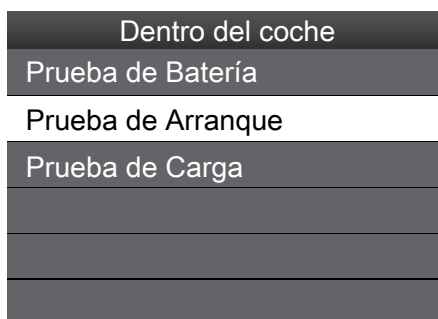 Dentro del coche
Prueba de Batería
Prueba de Arranque
Prueba de Carga